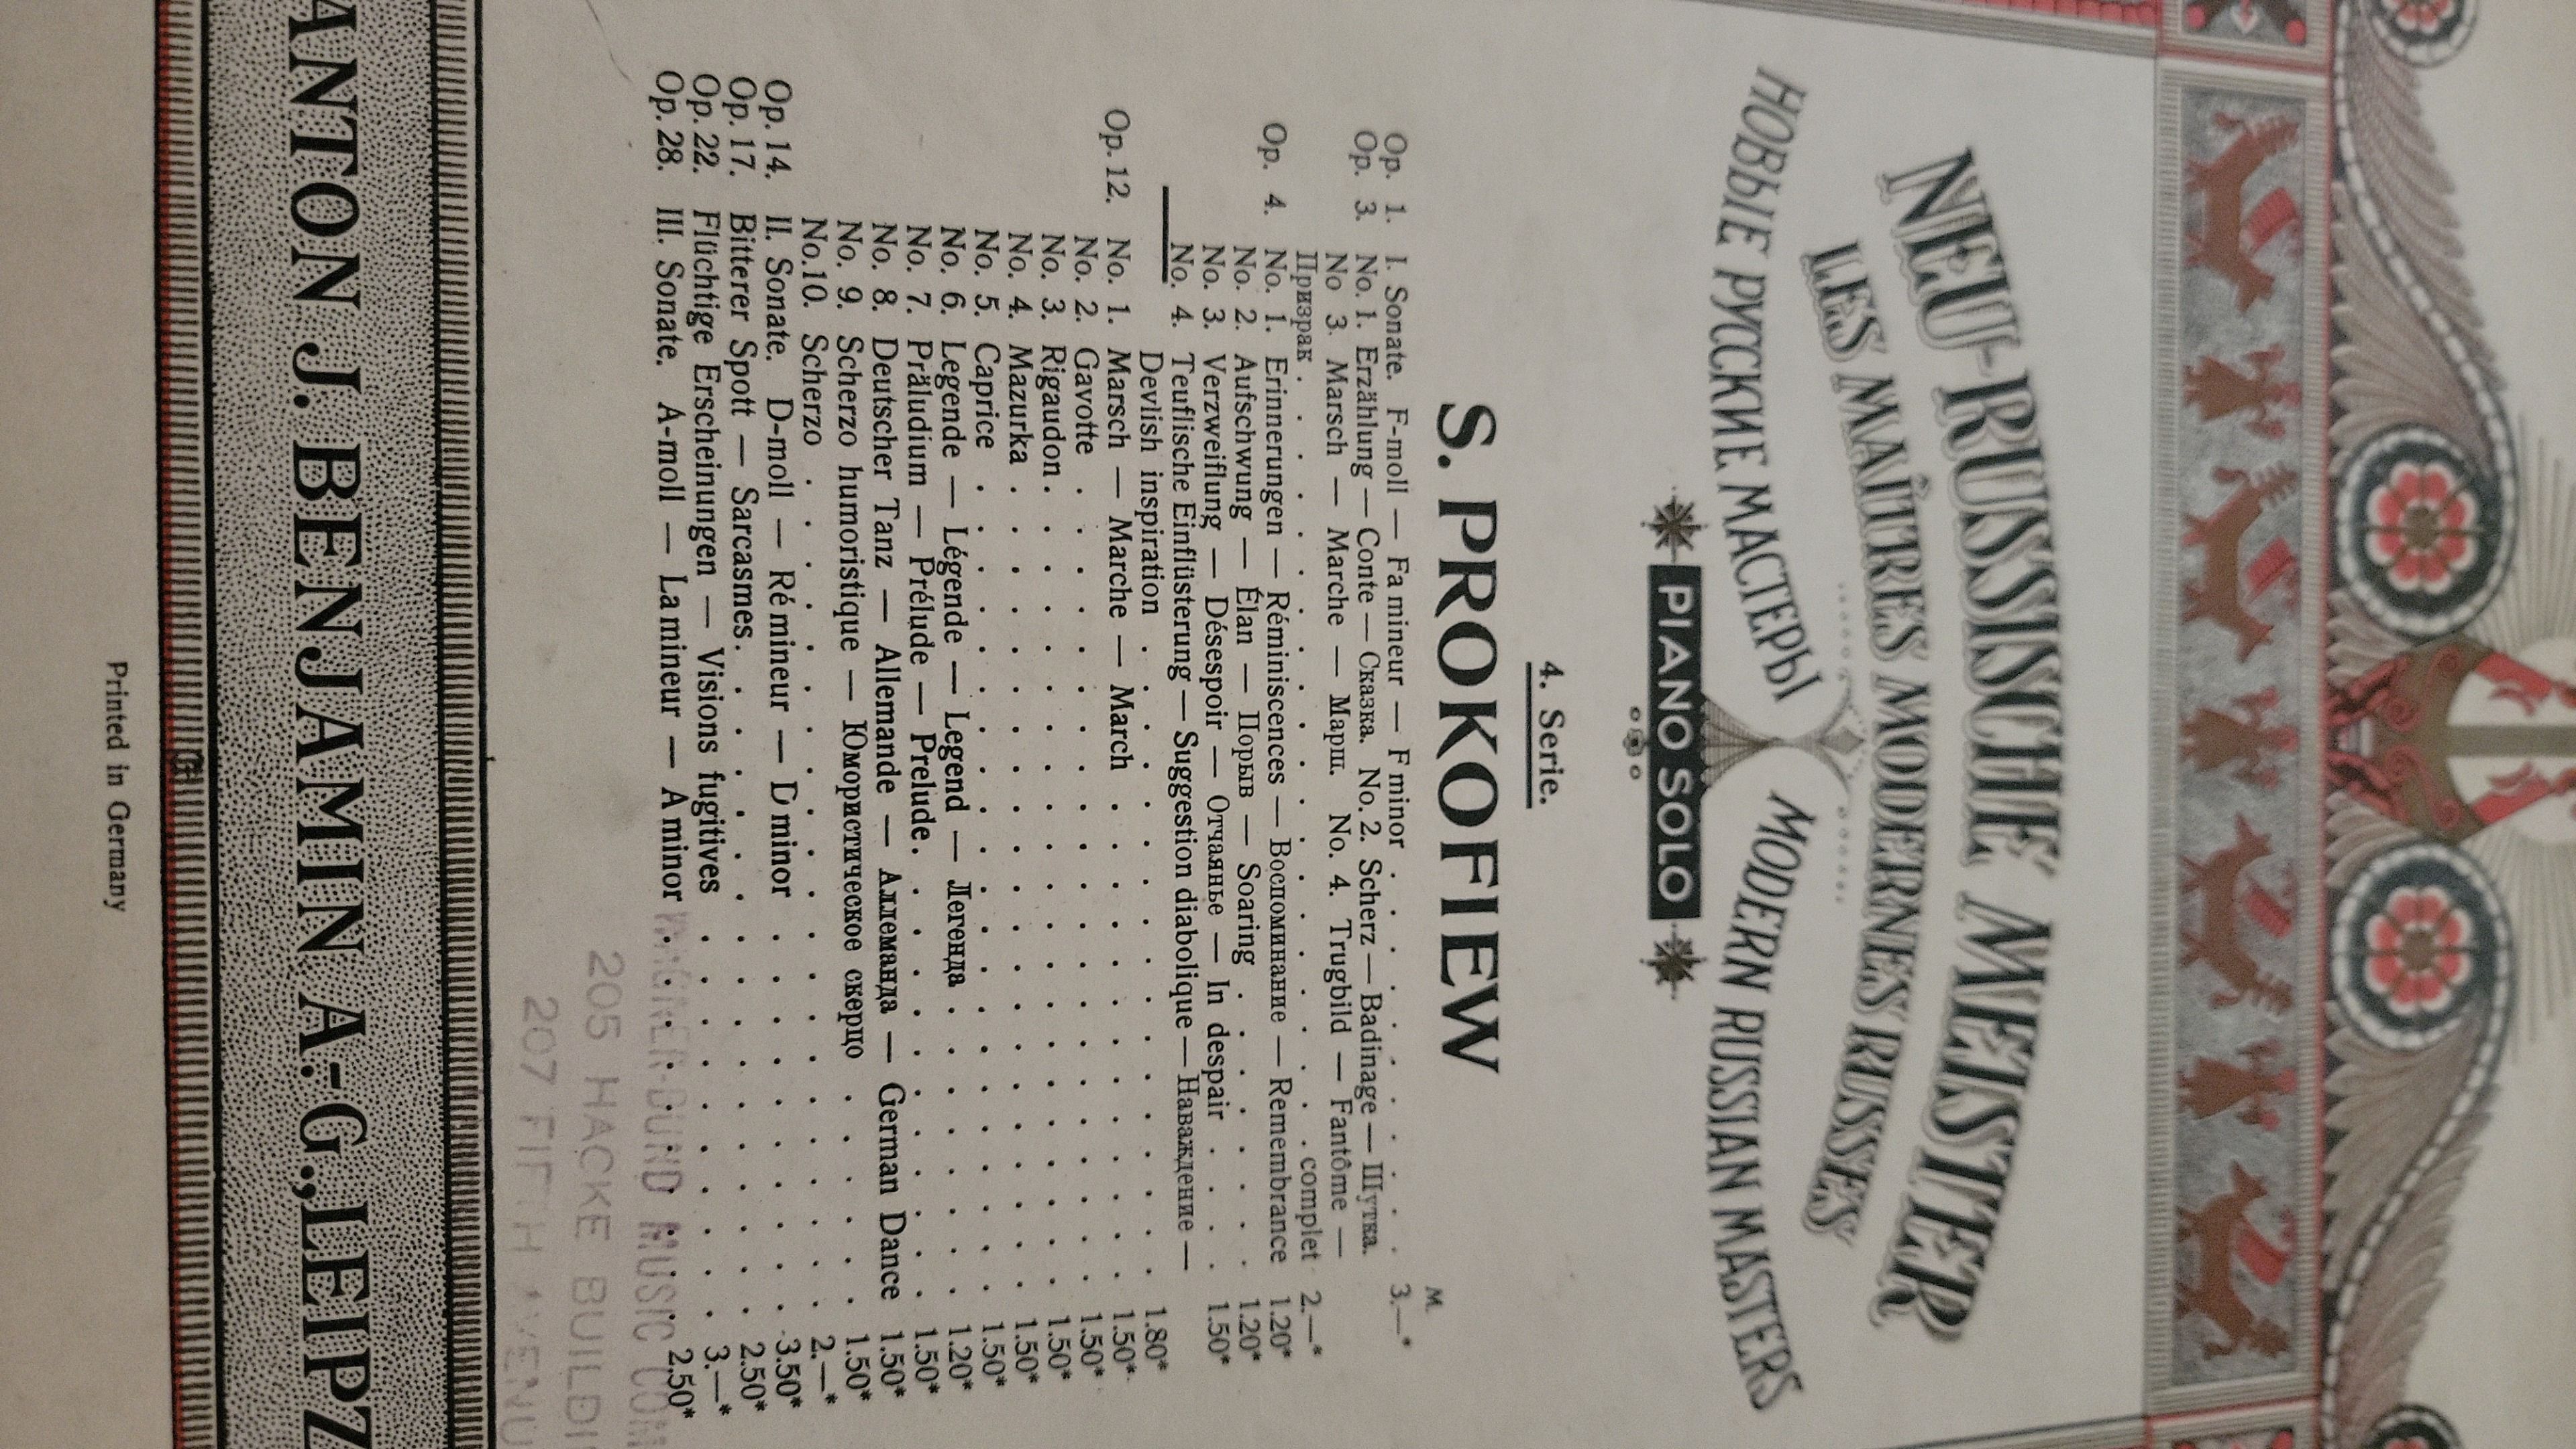 NEU-RUSSISCHE MEISTER
LES MAÎTRES MODERNES RUSSES
НОВЫЕ РУССКИЕ МАСТЕРЫ MODERN RUSSIAN MASTERS
PIANO SOLO
4. Serie.
S. PROKOFIEW
M.
Op. 1. I. Sonate. F-moll — Fa mineur — F minor . . . . . . . . . . 3.—*
Op. 3. No. 1. Erzählung — Conte — Сказка. No. 2. Scherz — Badinage — Шутка.
No 3. Marsch — Marche — Марш. No. 4. Trugbild — Fantôme —
Призрак . . . . . . . . . . . . . . . . complet 2.—*
Op. 4. No. 1. Erinnerungen — Réminiscences — Воспоминание — Remembrance 1.20*
No. 2. Aufschwung — Élan — Порыв — Soaring . . . . . . . 1.20*
No. 3. Verzweiflung — Désespoir — Отчаянье — In despair . . . . 1.50*
No. 4. Teuflische Einflüsterung — Suggestion diabolique — Наваждение —
Devlish inspiration . . . . . . . . . . . . . 1.80*
Op. 12. No. 1. Marsch — Marche — March . . . . . . . . . . . 1.50*
No. 2. Gavotte . . . . . . . . . . . . . 1.50*
No. 3. Rigaudon . . . . . . . . . . . . . 1.50*
No. 4. Mazurka . . . . . . . . . . . . . 1.50*
No. 5. Caprice . . . . . . . . . . . . . 1.50*
No. 6. Legende — Légende — Legend — Легенда . . . . . . . 1.20*
No. 7. Präludium — Prélude — Prelude . . . . . . . . . . 1.50*
No. 8. Deutscher Tanz — Allemande — Аллеманда — German Dance 1.50*
No. 9. Scherzo humoristique — Юмористическое скерцо . . . . . 1.50*
No.10. Scherzo . . . . . . . . . . . . . . 2.—*
Op. 14. II. Sonate. D-moll — Ré mineur — D minor . . . . . . . . 3.50*
Op. 17. Bitterer Spott — Sarcasmes . . . . . . . . . . . . . 2.50*
Op. 22. Flüchtige Erscheinungen — Visions fugitives . . . . . . . . 3.—*
Op. 28. III. Sonate. A-moll — La mineur — A minor . . . . . . . . 2.50*
MUSIC
205 HACKE
207 FIFTH AVENU
ANTON J. BENJAMIN A.-G., LEIPZ
Printed in Germany